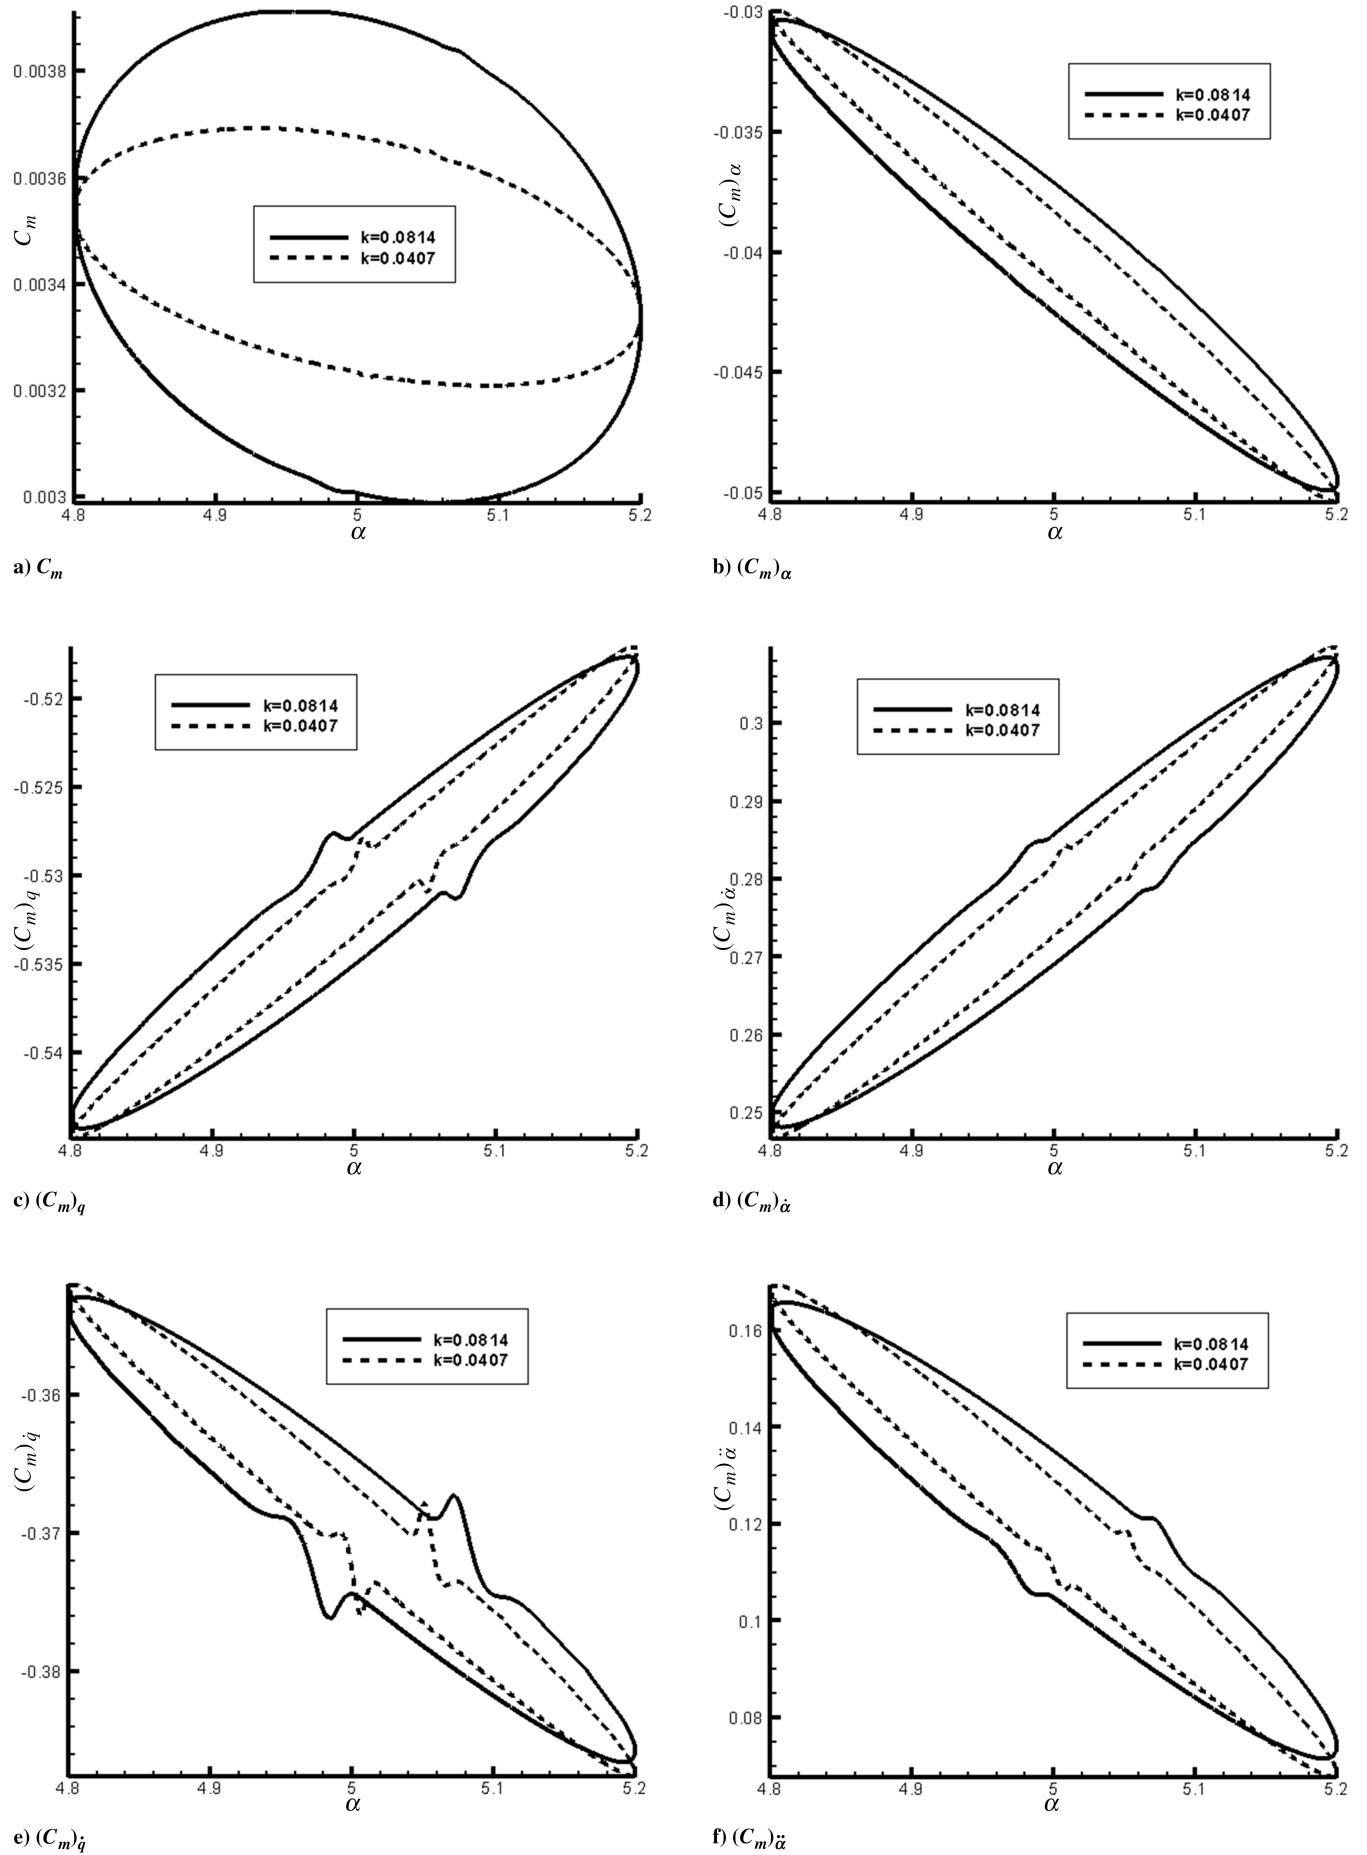 0.0038
0.0036
0.0034
0.0032
0.003
C_m
k=0.0814
k=0.0407
4.8 4.9 5 5.1 5.2
α
a) C_m
-0.03
-0.035
-0.04
-0.045
-0.05
(C_m)_α
k=0.0814
k=0.0407
4.8 4.9 5 5.1 5.2
α
b) (C_m)_α
-0.52
-0.525
-0.53
-0.535
-0.54
(C_m)_q
k=0.0814
k=0.0407
4.8 4.9 5 5.1 5.2
α
c) (C_m)_q
0.3
0.29
0.28
0.27
0.26
0.25
(C_m)_α̇
k=0.0814
k=0.0407
4.8 4.9 5 5.1 5.2
α
d) (C_m)_α̇
-0.36
-0.37
-0.38
(C_m)_q̇
k=0.0814
k=0.0407
4.8 4.9 5 5.1 5.2
α
e) (C_m)_q̇
0.16
0.14
0.12
0.1
0.08
(C_m)_α̈
k=0.0814
k=0.0407
4.8 4.9 5 5.1 5.2
α
f) (C_m)_α̈